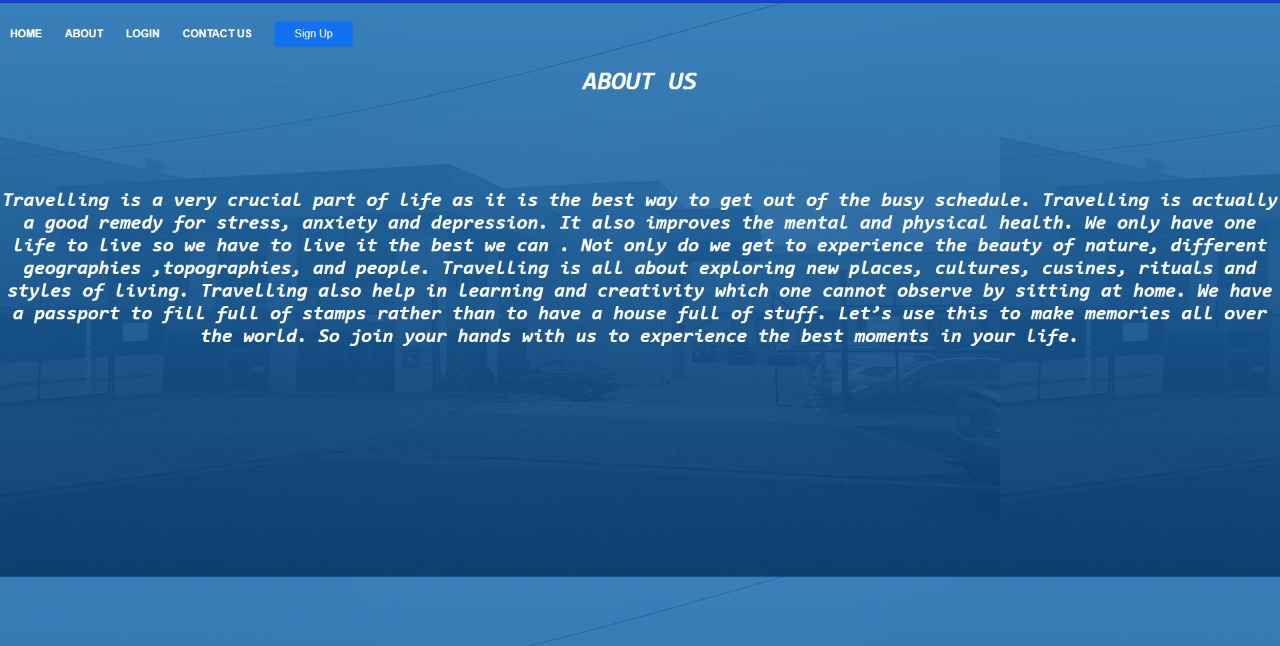 HOME ABOUT LOGIN CONTACT US Sign Up
ABOUT US
Travelling is a very crucial part of life as it is the best way to get out of the busy schedule. Travelling is actually
a good remedy for stress, anxiety and depression. It also improves the mental and physical health. We only have one
life to live so we have to live it the best we can . Not only do we get to experience the beauty of nature, different
geographies ,topographies, and people. Travelling is all about exploring new places, cultures, cusines, rituals and
styles of living. Travelling also help in learning and creativity which one cannot observe by sitting at home. We have
a passport to fill full of stamps rather than to have a house full of stuff. Let’s use this to make memories all over
the world. So join your hands with us to experience the best moments in your life.